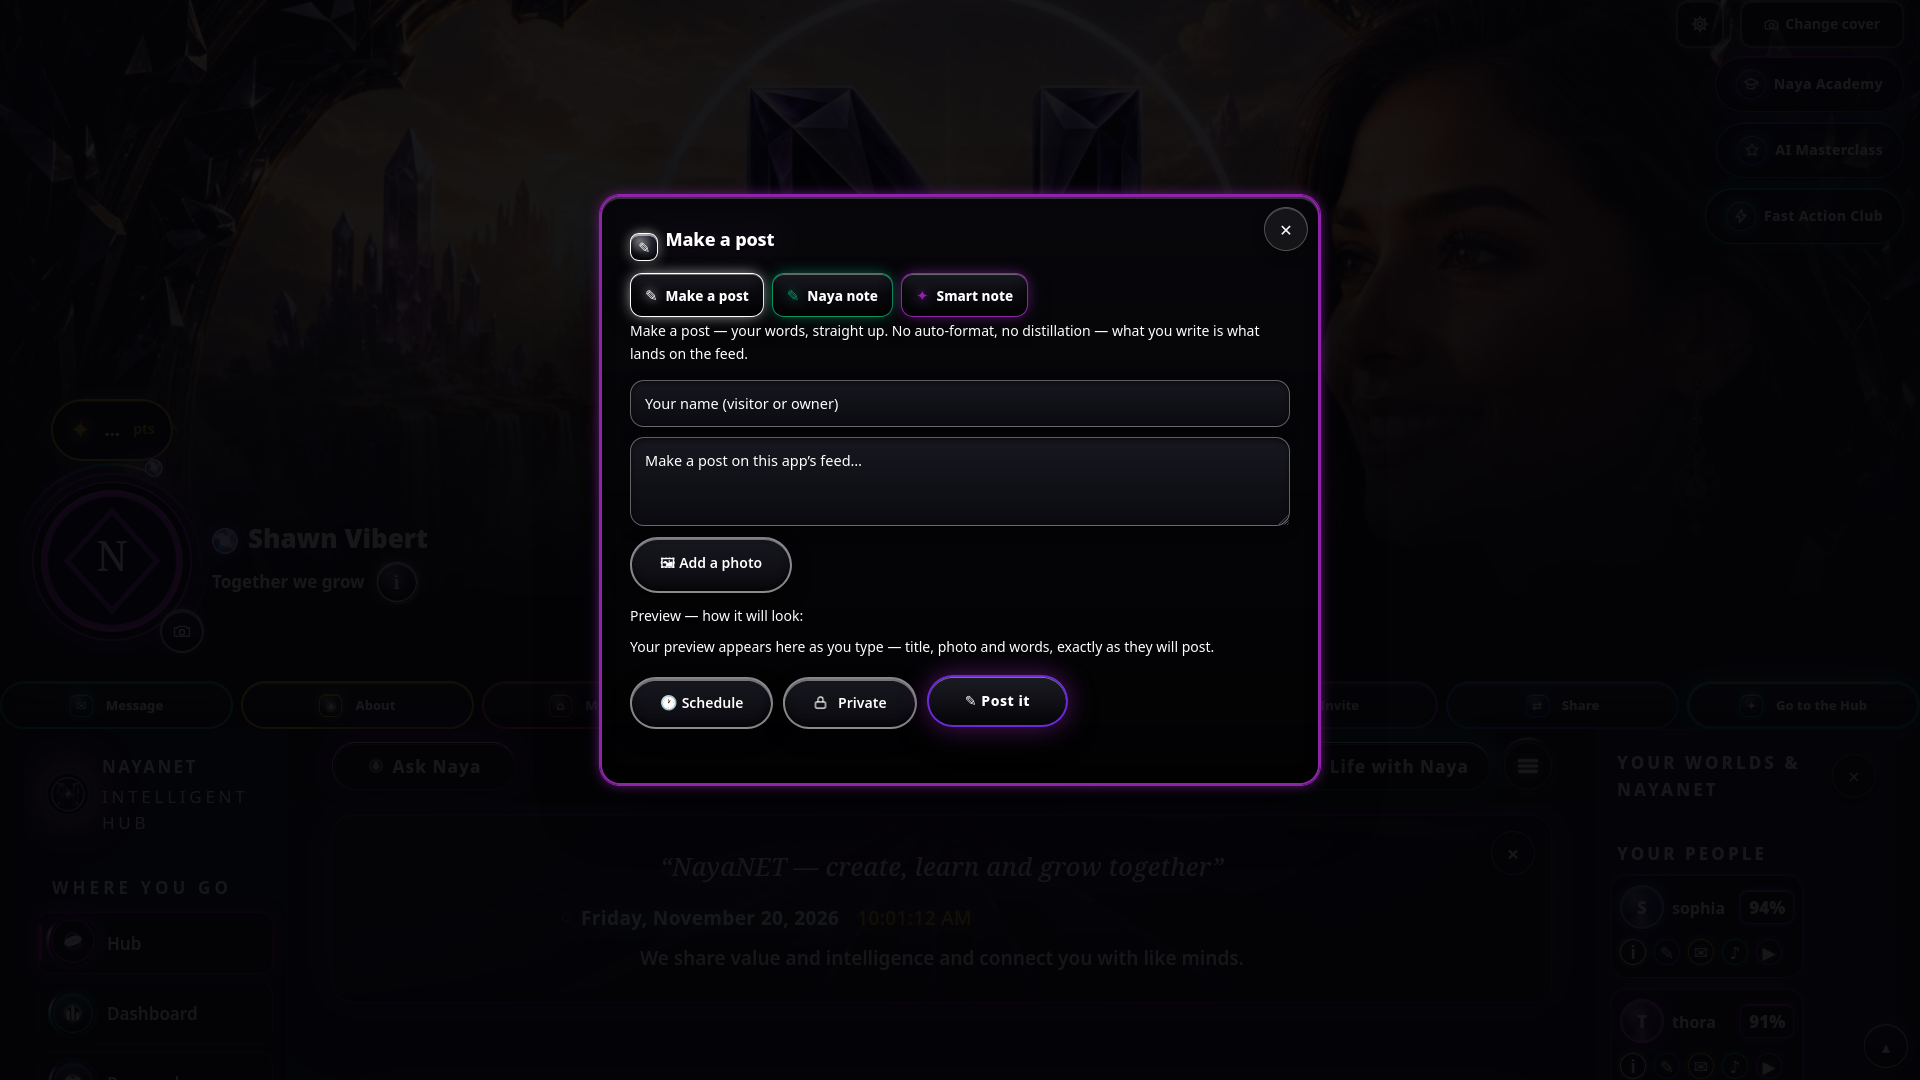 Change cover
Naya Academy
AI Masterclass
Fast Action Club
Make a post
Make a post
Naya note
Smart note
Make a post — your words, straight up. No auto-format, no distillation — what you write is what
lands on the feed.
Your name (visitor or owner)
Make a post on this app’s feed…
Add a photo
Preview — how it will look:
Your preview appears here as you type — title, photo and words, exactly as they will post.
Schedule
Private
Post it
... pts
N
Shawn Vibert
Together we grow
i
Message
About
Share
Go to the Hub
NAYANET
INTELLIGENT
HUB
WHERE YOU GO
Hub
Dashboard
Ask Naya
Life with Naya
“NayaNET — create, learn and grow together”
Friday, November 20, 2026 10:01:12 AM
We share value and intelligence and connect you with like minds.
YOUR WORLDS &
NAYANET
YOUR PEOPLE
S sophia 94%
i
T thora 91%
i